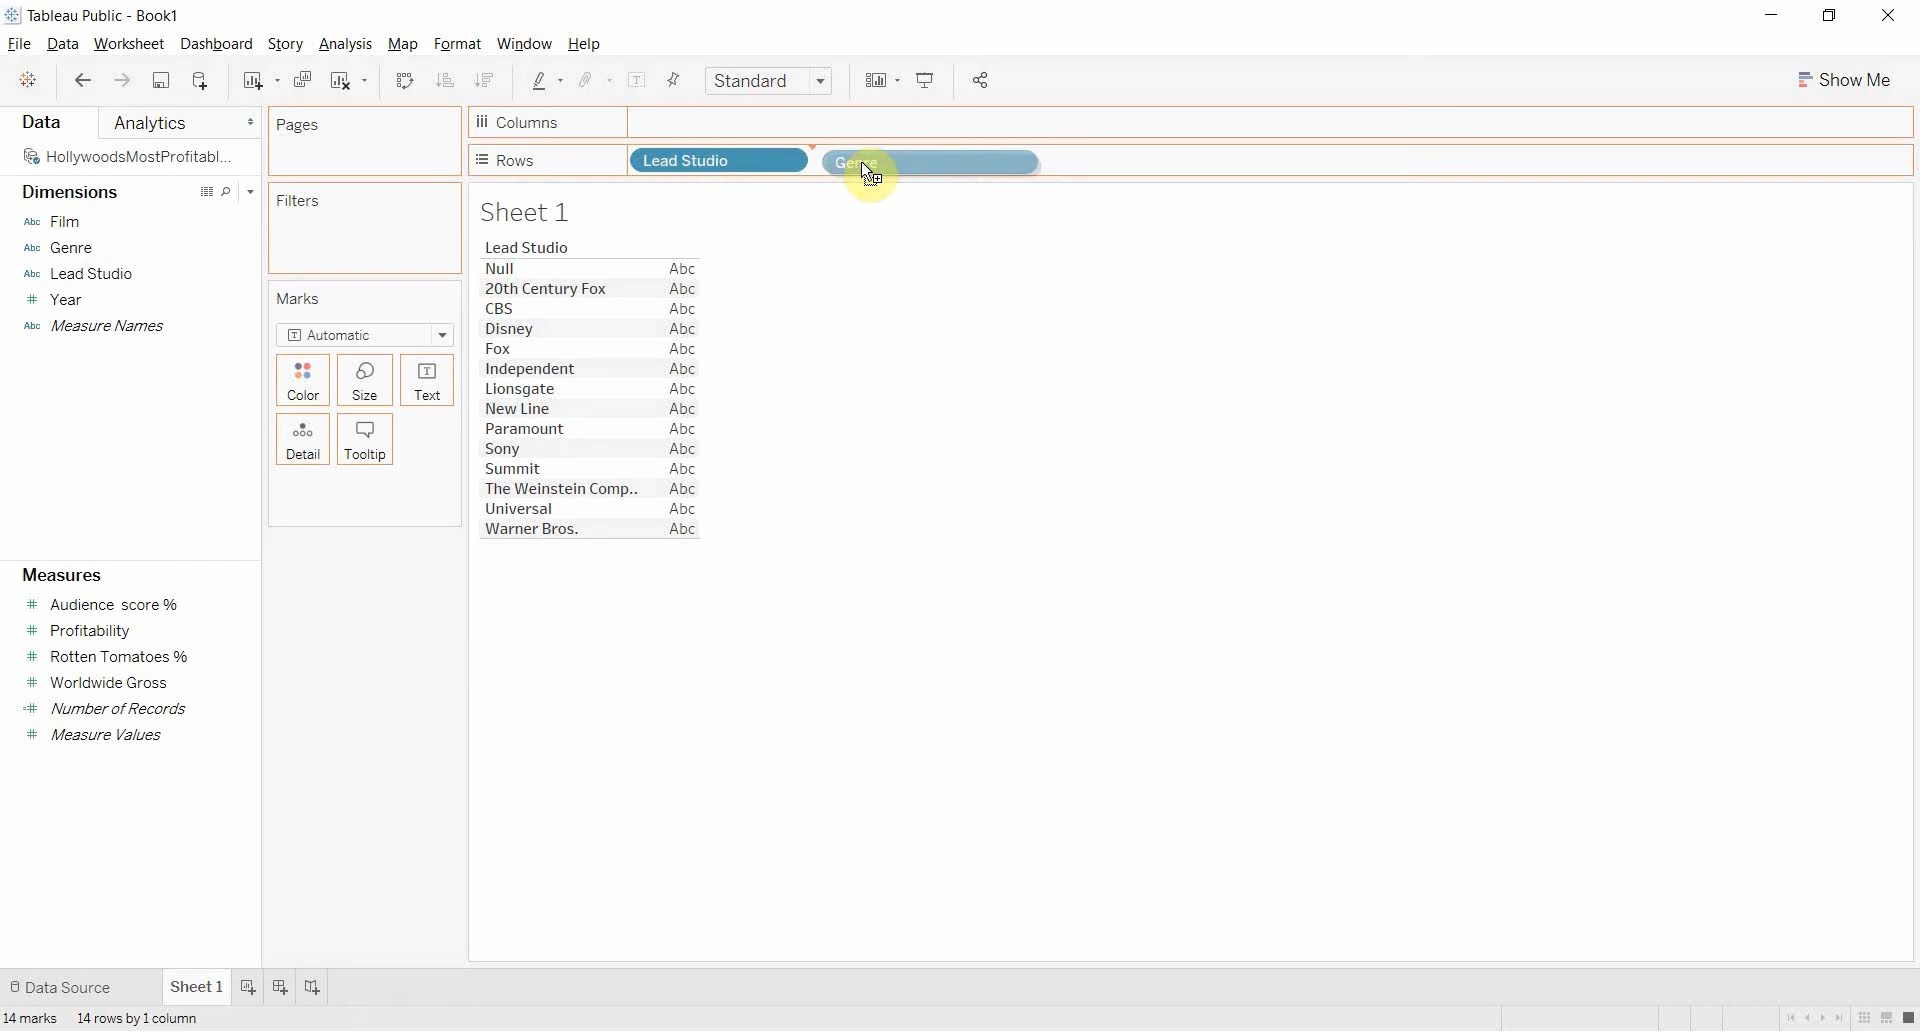 Tableau Public - Book1
File Data Worksheet Dashboard Story Analysis Map Format Window Help
Standard
Show Me
Data Analytics
HollywoodsMostProfitabl...
Dimensions
Abc Film
Abc Genre
Abc Lead Studio
# Year
Abc Measure Names
Measures
# Audience score %
# Profitability
# Rotten Tomatoes %
# Worldwide Gross
=# Number of Records
# Measure Values
Pages
Filters
Marks
Automatic
Color Size Text
Detail Tooltip
Columns
Rows Lead Studio Genre
Sheet 1
Lead Studio
Null Abc
20th Century Fox Abc
CBS Abc
Disney Abc
Fox Abc
Independent Abc
Lionsgate Abc
New Line Abc
Paramount Abc
Sony Abc
Summit Abc
The Weinstein Comp.. Abc
Universal Abc
Warner Bros. Abc
Data Source Sheet 1
14 marks 14 rows by 1 column